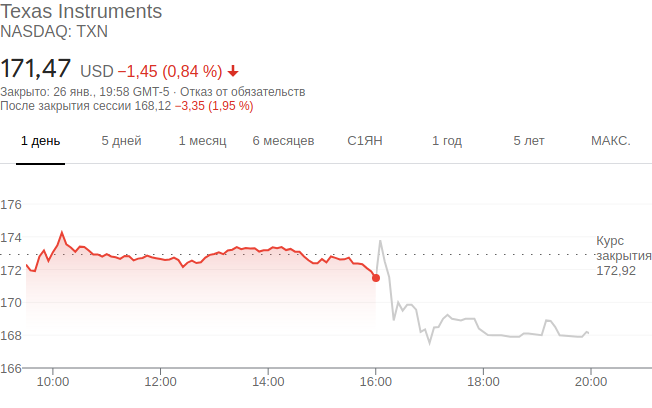 Texas Instruments
NASDAQ: TXN
171,47 USD −1,45 (0,84 %)
Закрыто: 26 янв., 19:58 GMT-5 · Отказ от обязательств
После закрытия сессии 168,12 −3,35 (1,95 %)
1 день 5 дней 1 месяц 6 месяцев С1ЯН 1 год 5 лет МАКС.
176
174
172
170
168
166
Курс
закрытия
172,92
10:00 12:00 14:00 16:00 18:00 20:00